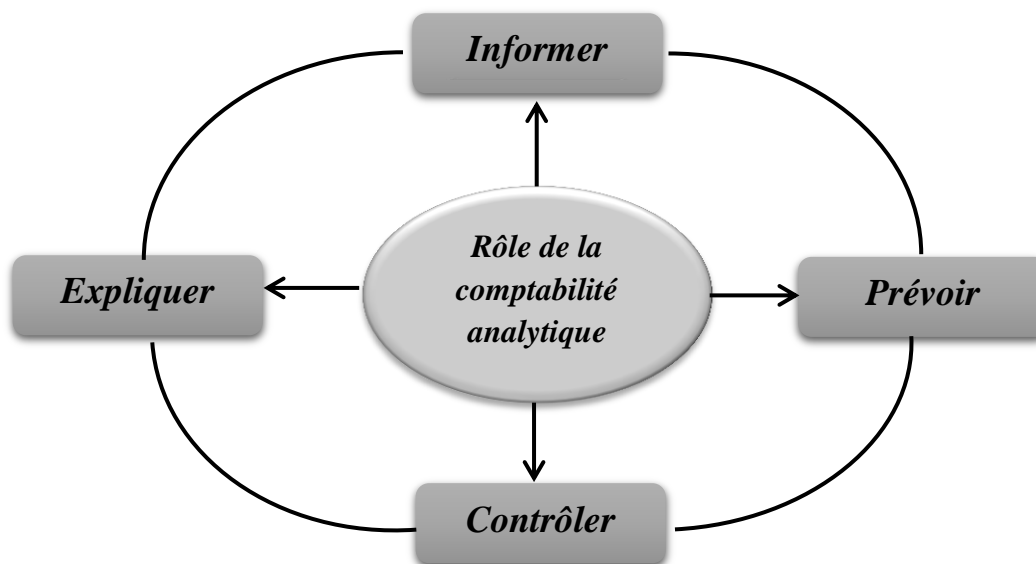 Informer
Rôle de la
comptabilité
analytique
Expliquer
Prévoir
Contrôler